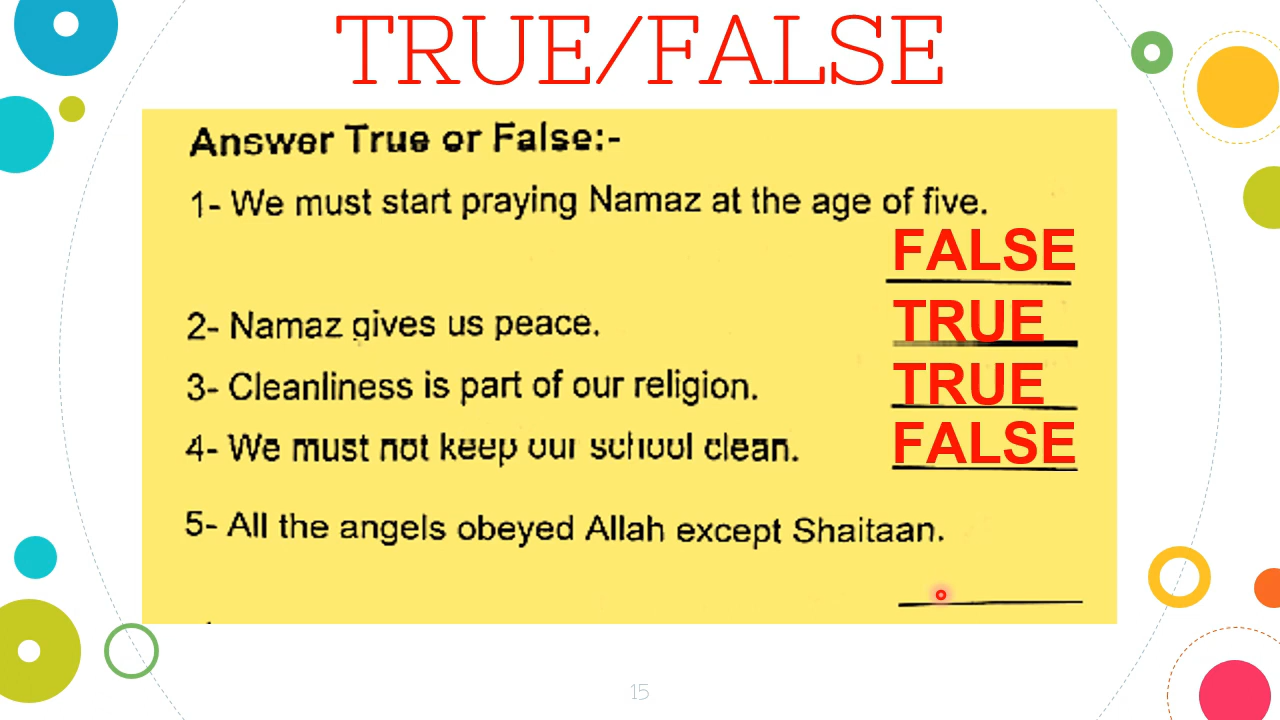 TRUE/FALSE
Answer True or False:-
1- We must start praying Namaz at the age of five.
FALSE
2- Namaz gives us peace. TRUE
3- Cleanliness is part of our religion. TRUE
4- We must not keep our school clean. FALSE
5- All the angels obeyed Allah except Shaitaan.
15